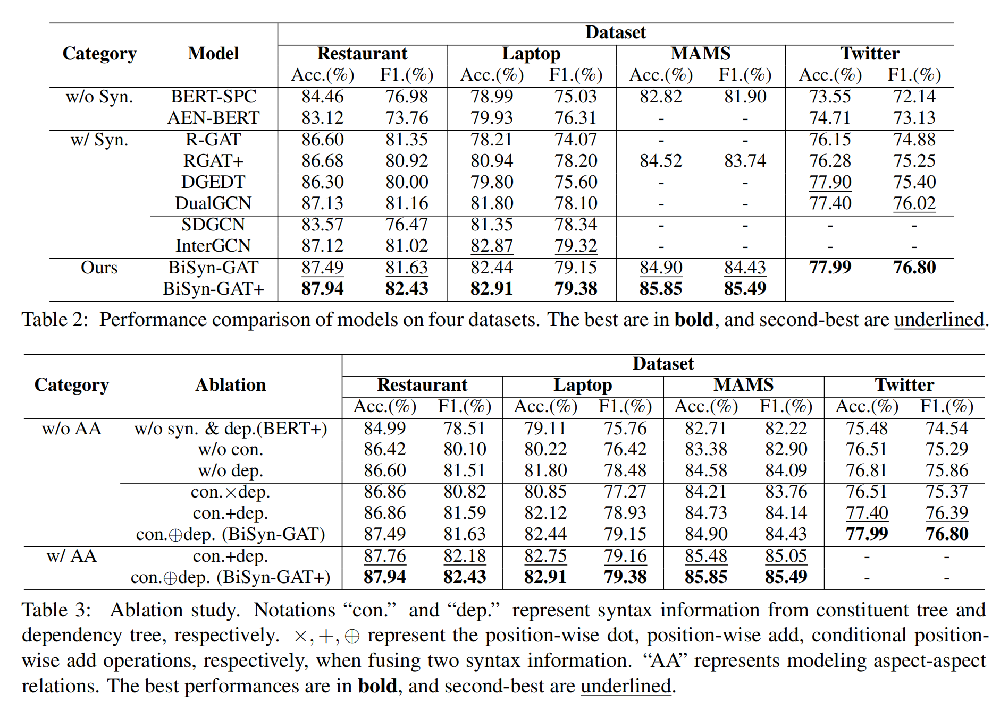 Dataset
Category Model Restaurant Laptop MAMS Twitter
Acc.(%) F1.(%) Acc.(%) F1.(%) Acc.(%) F1.(%) Acc.(%) F1.(%)
w/o Syn. BERT-SPC 84.46 76.98 78.99 75.03 82.82 81.90 73.55 72.14
AEN-BERT 83.12 73.76 79.93 76.31 - - 74.71 73.13
w/ Syn. R-GAT 86.60 81.35 78.21 74.07 - - 76.15 74.88
RGAT+ 86.68 80.92 80.94 78.20 84.52 83.74 76.28 75.25
DGEDT 86.30 80.00 79.80 75.60 - - 77.90 75.40
DualGCN 87.13 81.16 81.80 78.10 - - 77.40 76.02
SDGCN 83.57 76.47 81.35 78.34 - - - -
InterGCN 87.12 81.02 82.87 79.32 - - - -
Ours BiSyn-GAT 87.49 81.63 82.44 79.15 84.90 84.43 77.99 76.80
BiSyn-GAT+ 87.94 82.43 82.91 79.38 85.85 85.49
Table 2: Performance comparison of models on four datasets. The best are in bold, and second-best are underlined.
Dataset
Category Ablation Restaurant Laptop MAMS Twitter
Acc.(%) F1.(%) Acc.(%) F1.(%) Acc.(%) F1.(%) Acc.(%) F1.(%)
w/o AA w/o syn. & dep.(BERT+) 84.99 78.51 79.11 75.76 82.71 82.22 75.48 74.54
w/o con. 86.42 80.10 80.22 76.42 83.38 82.90 76.51 75.29
w/o dep. 86.60 81.51 81.80 78.48 84.58 84.09 76.81 75.86
con.×dep. 86.86 80.82 80.85 77.27 84.21 83.76 76.51 75.37
con.+dep. 86.86 81.59 82.12 78.93 84.73 84.14 77.40 76.39
con.⊕dep. (BiSyn-GAT) 87.49 81.63 82.44 79.15 84.90 84.43 77.99 76.80
w/ AA con.+dep. 87.76 82.18 82.75 79.16 85.48 85.05 - -
con.⊕dep. (BiSyn-GAT+) 87.94 82.43 82.91 79.38 85.85 85.49 - -
Table 3: Ablation study. Notations “con.” and “dep.” represent syntax information from constituent tree and
dependency tree, respectively. ×, +, ⊕ represent the position-wise dot, position-wise add, conditional position-
wise add operations, respectively, when fusing two syntax information. “AA” represents modeling aspect-aspect
relations. The best performances are in bold, and second-best are underlined.